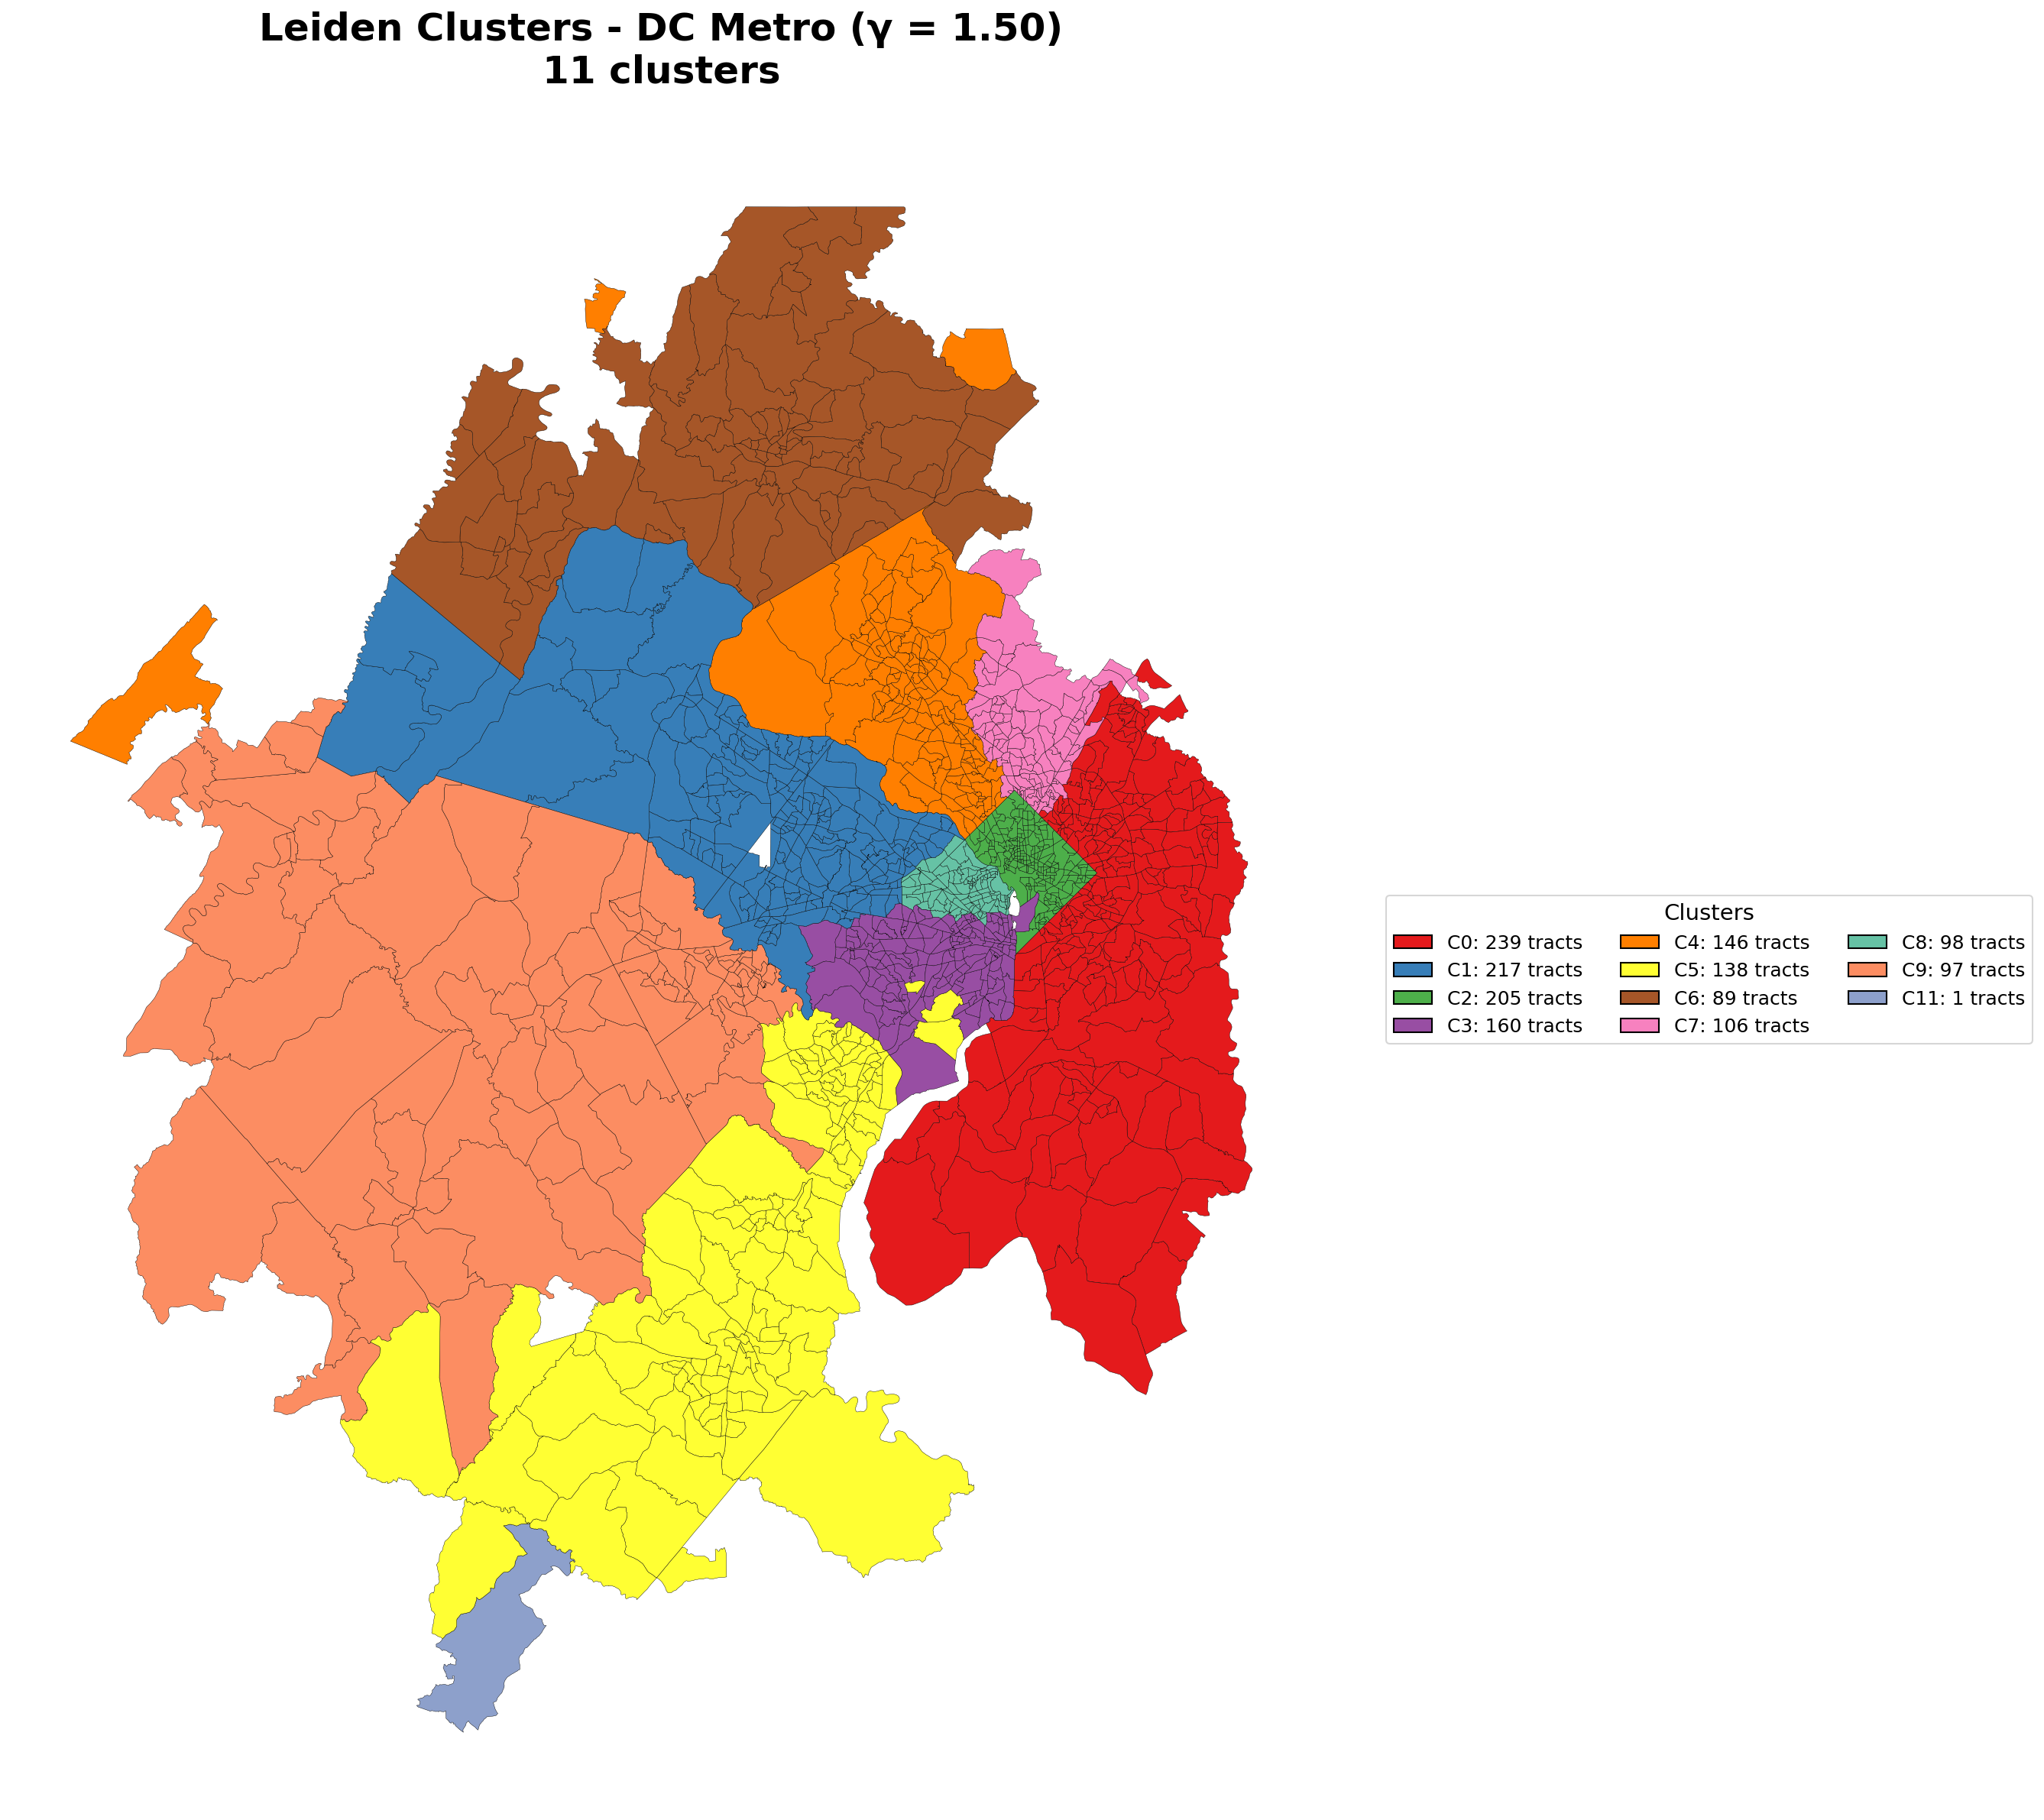 Leiden Clusters - DC Metro (γ = 1.50)
11 clusters
Clusters
C0: 239 tracts
C1: 217 tracts
C2: 205 tracts
C3: 160 tracts
C4: 146 tracts
C5: 138 tracts
C6: 89 tracts
C7: 106 tracts
C8: 98 tracts
C9: 97 tracts
C11: 1 tracts